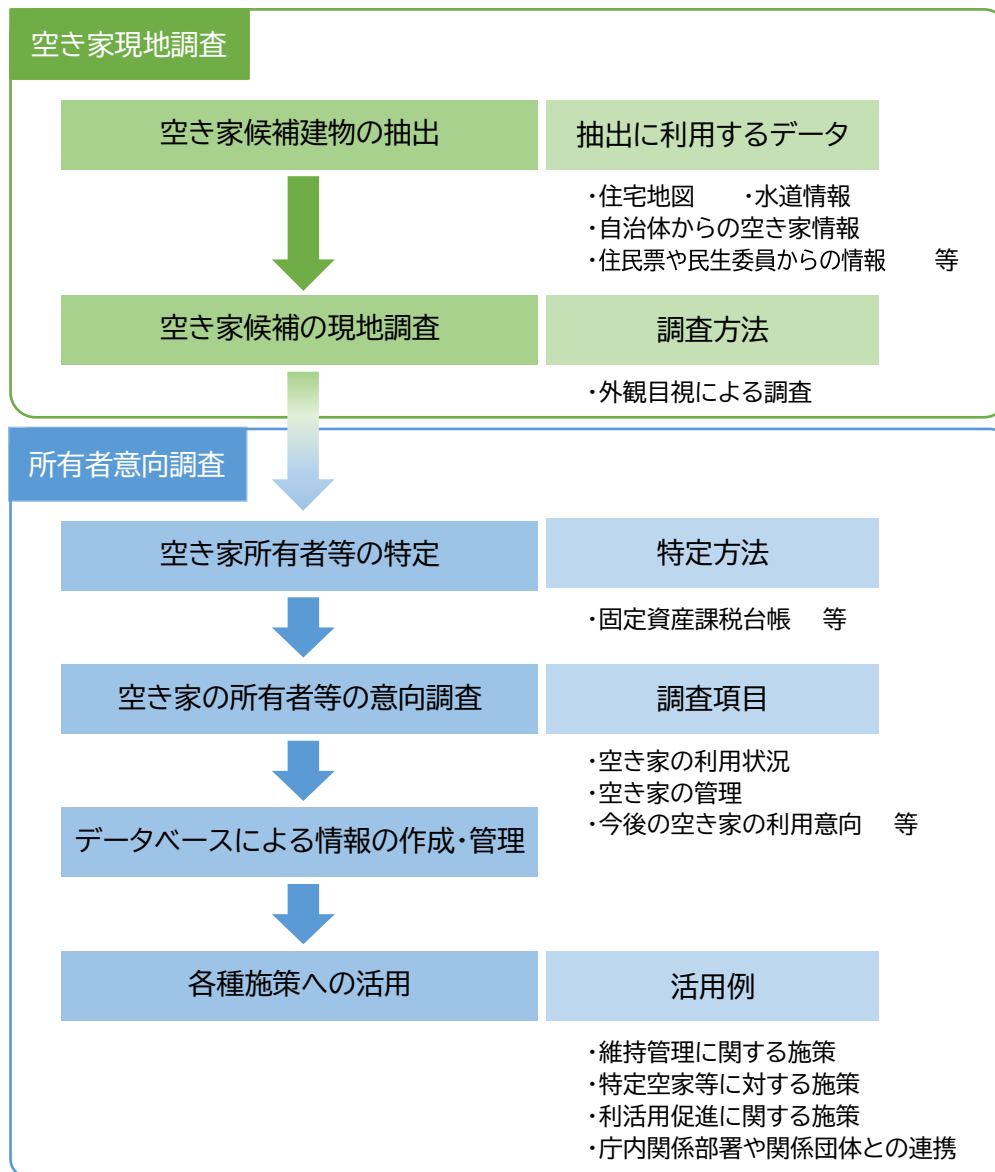 空き家現地調査
空き家候補建物の抽出
抽出に利用するデータ
・住宅地図 ・水道情報
・自治体からの空き家情報
・住民票や民生委員からの情報 等
空き家候補の現地調査
調査方法
・外観目視による調査
所有者意向調査
空き家所有者等の特定
特定方法
・固定資産課税台帳 等
空き家の所有者等の意向調査
調査項目
・空き家の利用状況
・空き家の管理
・今後の空き家の利用意向 等
データベースによる情報の作成・管理
各種施策への活用
活用例
・維持管理に関する施策
・特定空家等に対する施策
・利活用促進に関する施策
・庁内関係部署や関係団体との連携